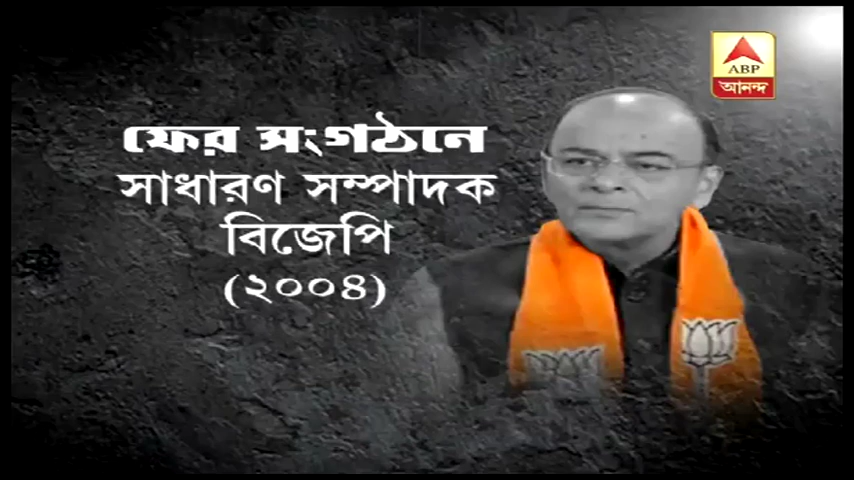 ABP
আনন্দ
ফের সংগঠনে
সাধারণ সম্পাদক
বিজেপি
(২০০৪)